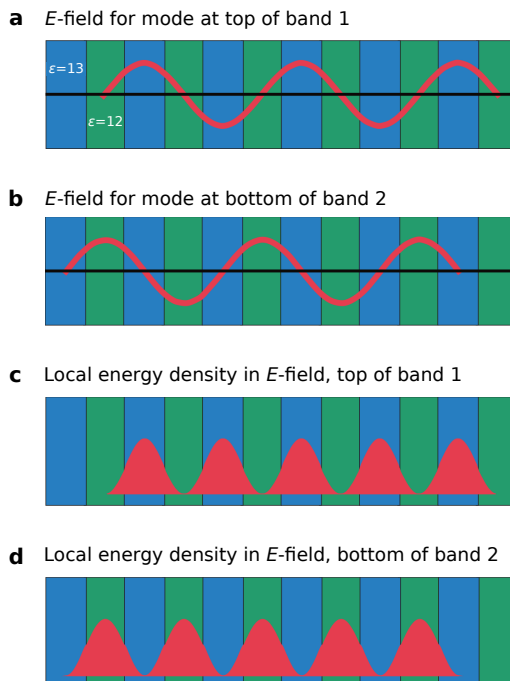 a E-field for mode at top of band 1
ε=13
ε=12
b E-field for mode at bottom of band 2
c Local energy density in E-field, top of band 1
d Local energy density in E-field, bottom of band 2